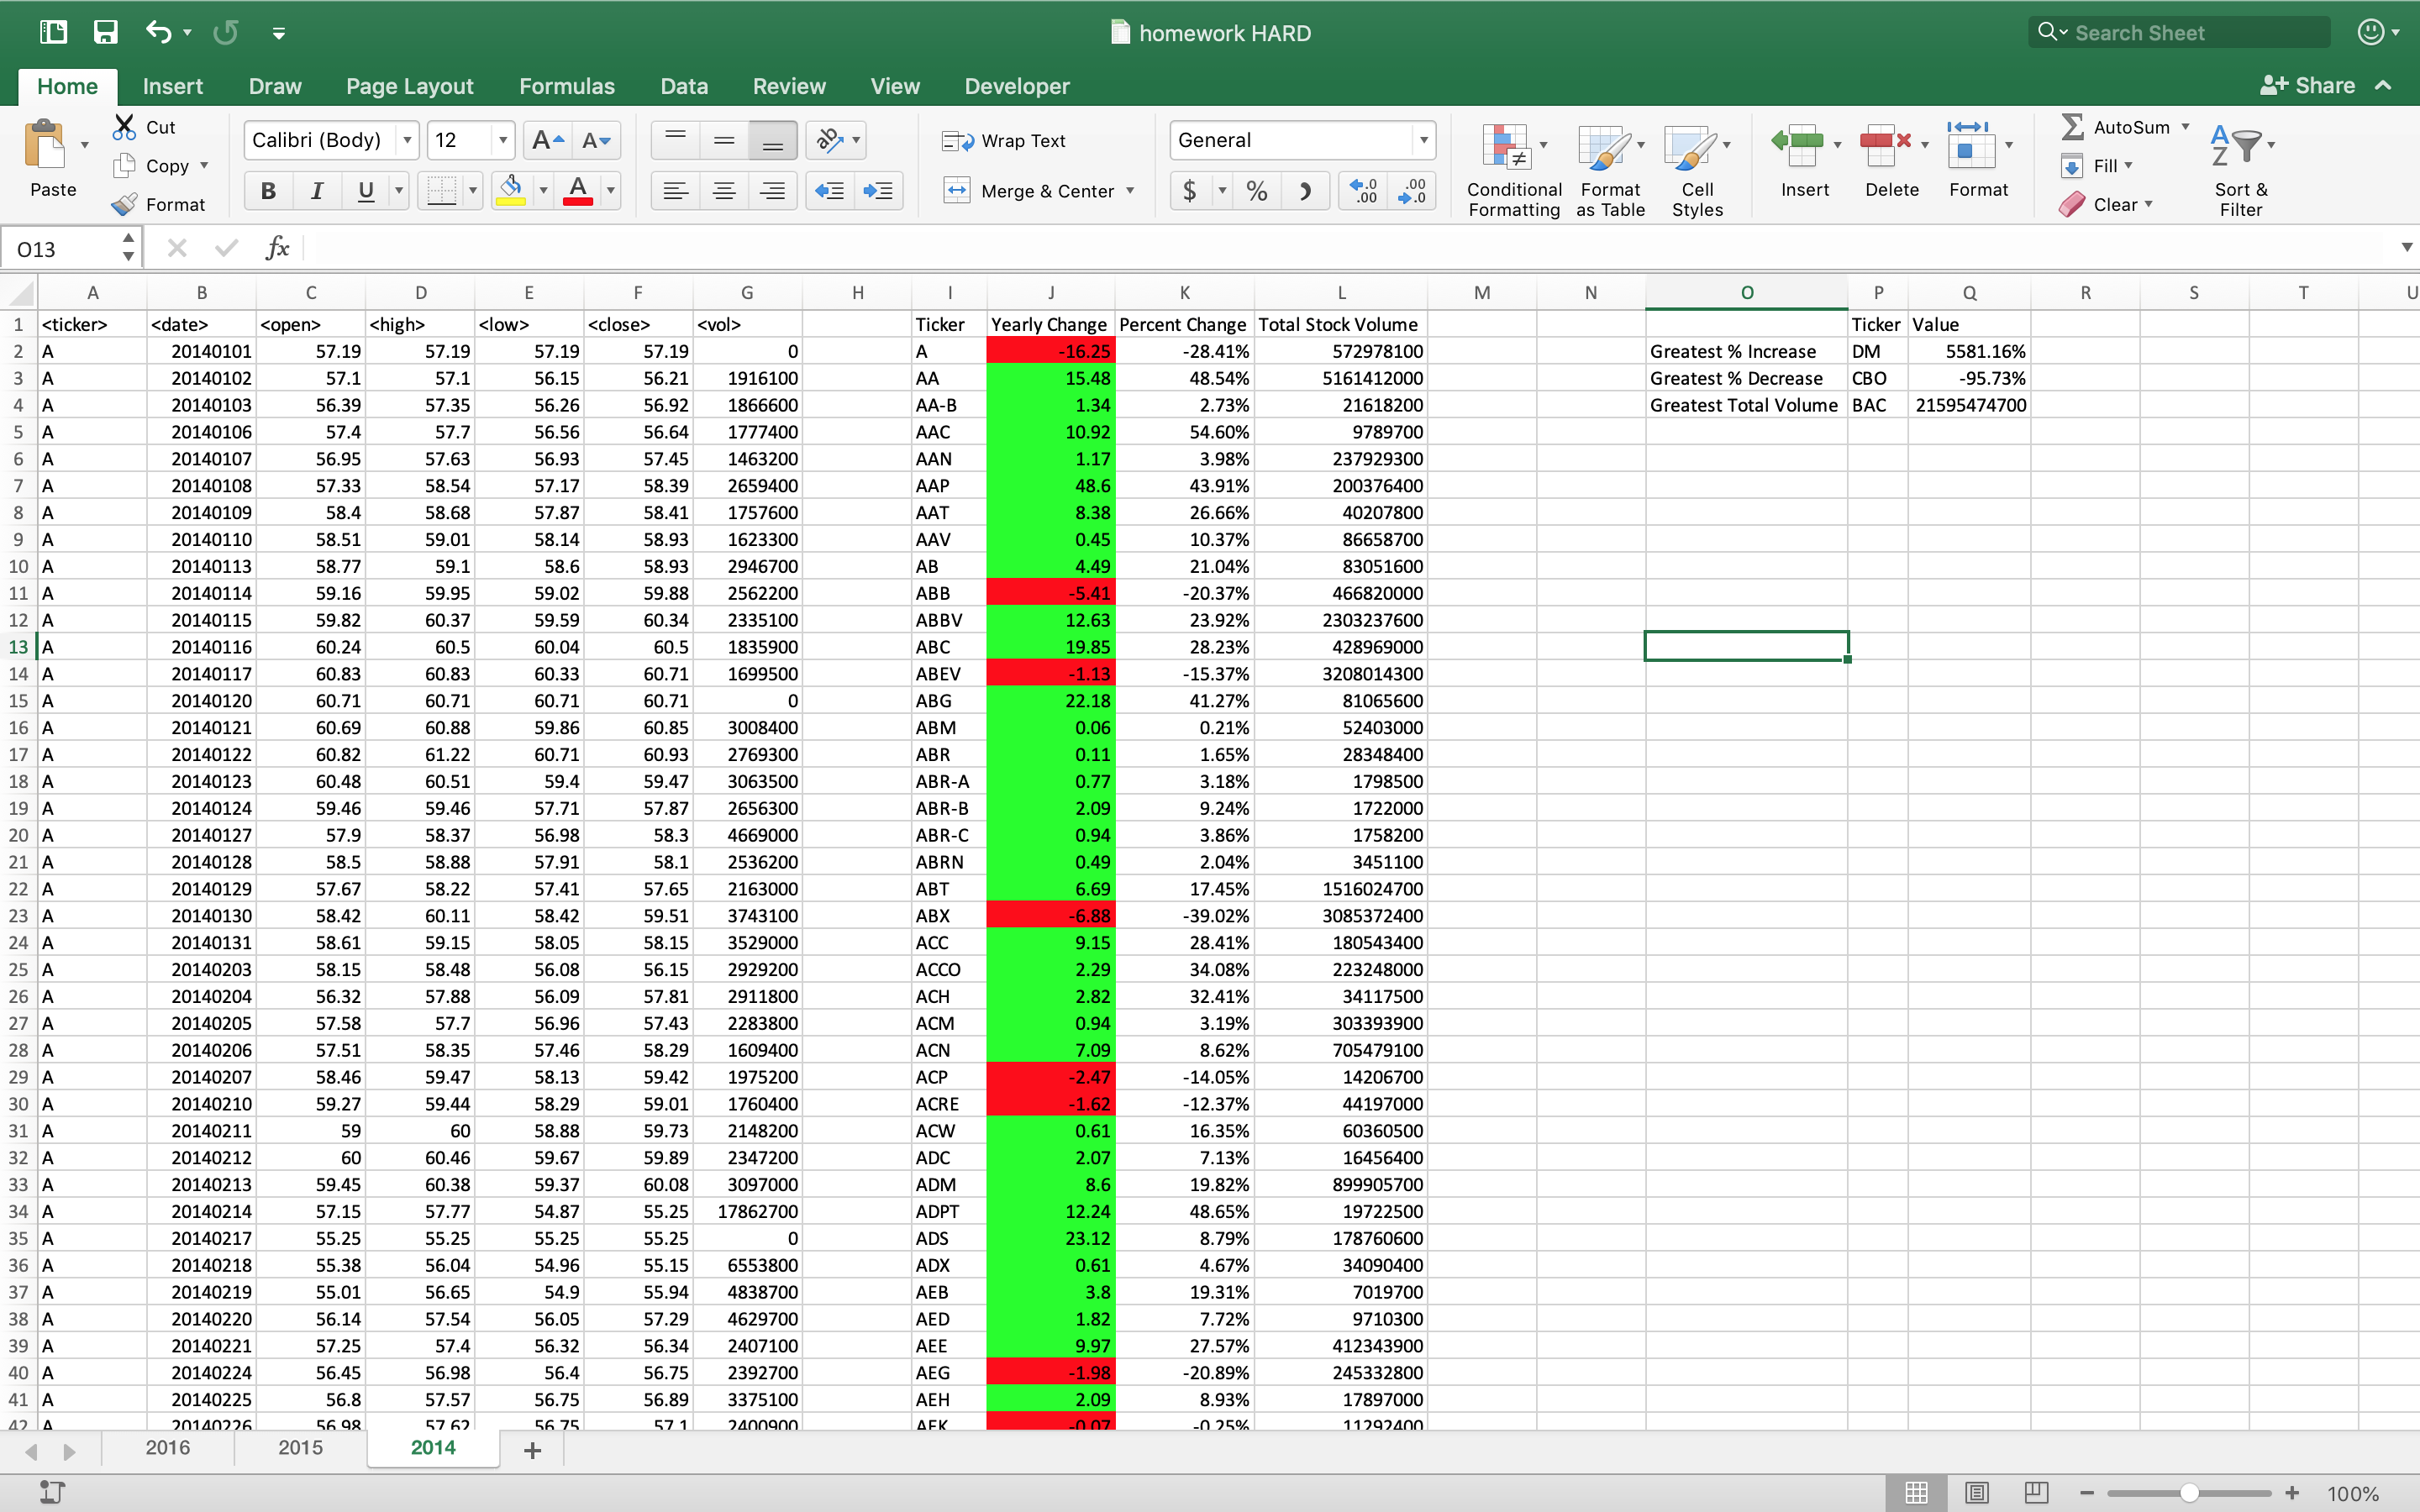 homework HARD
Search Sheet
Home Insert Draw Page Layout Formulas Data Review View Developer Share
Paste Cut Copy Format
Calibri (Body) 12
Wrap Text
Merge & Center
General
Conditional Formatting Format as Table Cell Styles
Insert Delete Format
AutoSum Fill Clear
Sort & Filter
O13 fx
A B C D E F G H I J K L M N O P Q R S T U
1 <ticker> <date> <open> <high> <low> <close> <vol> Ticker Yearly Change Percent Change Total Stock Volume Ticker Value
2 A 20140101 57.19 57.19 57.19 57.19 0 A -16.25 -28.41% 572978100 Greatest % Increase DM 5581.16%
3 A 20140102 57.1 57.1 56.15 56.21 1916100 AA 15.48 48.54% 5161412000 Greatest % Decrease CBO -95.73%
4 A 20140103 56.39 57.35 56.26 56.92 1866600 AA-B 1.34 2.73% 21618200 Greatest Total Volume BAC 21595474700
5 A 20140106 57.4 57.7 56.56 56.64 1777400 AAC 10.92 54.60% 9789700
6 A 20140107 56.95 57.63 56.93 57.45 1463200 AAN 1.17 3.98% 237929300
7 A 20140108 57.33 58.54 57.17 58.39 2659400 AAP 48.6 43.91% 200376400
8 A 20140109 58.4 58.68 57.87 58.41 1757600 AAT 8.38 26.66% 40207800
9 A 20140110 58.51 59.01 58.14 58.93 1623300 AAV 0.45 10.37% 86658700
10 A 20140113 58.77 59.1 58.6 58.93 2946700 AB 4.49 21.04% 83051600
11 A 20140114 59.16 59.95 59.02 59.88 2562200 ABB -5.41 -20.37% 466820000
12 A 20140115 59.82 60.37 59.59 60.34 2335100 ABBV 12.63 23.92% 2303237600
13 A 20140116 60.24 60.5 60.04 60.5 1835900 ABC 19.85 28.23% 428969000
14 A 20140117 60.83 60.83 60.33 60.71 1699500 ABEV -1.13 -15.37% 3208014300
15 A 20140120 60.71 60.71 60.71 60.71 0 ABG 22.18 41.27% 81065600
16 A 20140121 60.69 60.88 59.86 60.85 3008400 ABM 0.06 0.21% 52403000
17 A 20140122 60.82 61.22 60.71 60.93 2769300 ABR 0.11 1.65% 28348400
18 A 20140123 60.48 60.51 59.4 59.47 3063500 ABR-A 0.77 3.18% 1798500
19 A 20140124 59.46 59.46 57.71 57.87 2656300 ABR-B 2.09 9.24% 1722000
20 A 20140127 57.9 58.37 56.98 58.3 4669000 ABR-C 0.94 3.86% 1758200
21 A 20140128 58.5 58.88 57.91 58.1 2536200 ABRN 0.49 2.04% 3451100
22 A 20140129 57.67 58.22 57.41 57.65 2163000 ABT 6.69 17.45% 1516024700
23 A 20140130 58.42 60.11 58.42 59.51 3743100 ABX -6.88 -39.02% 3085372400
24 A 20140131 58.61 59.15 58.05 58.15 3529000 ACC 9.15 28.41% 180543400
25 A 20140203 58.15 58.48 56.08 56.15 2929200 ACCO 2.29 34.08% 223248000
26 A 20140204 56.32 57.88 56.09 57.81 2911800 ACH 2.82 32.41% 34117500
27 A 20140205 57.58 57.7 56.96 57.43 2283800 ACM 0.94 3.19% 303393900
28 A 20140206 57.51 58.35 57.46 58.29 1609400 ACN 7.09 8.62% 705479100
29 A 20140207 58.46 59.47 58.13 59.42 1975200 ACP -2.47 -14.05% 14206700
30 A 20140210 59.27 59.44 58.29 59.01 1760400 ACRE -1.62 -12.37% 44197000
31 A 20140211 59 60 58.88 59.73 2148200 ACW 0.61 16.35% 60360500
32 A 20140212 60 60.46 59.67 59.89 2347200 ADC 2.07 7.13% 16456400
33 A 20140213 59.45 60.38 59.37 60.08 3097000 ADM 8.6 19.82% 899905700
34 A 20140214 57.15 57.77 54.87 55.25 17862700 ADPT 12.24 48.65% 19722500
35 A 20140217 55.25 55.25 55.25 55.25 0 ADS 23.12 8.79% 178760600
36 A 20140218 55.38 56.04 54.96 55.15 6553800 ADX 0.61 4.67% 34090400
37 A 20140219 55.01 56.65 54.9 55.94 4838700 AEB 3.8 19.31% 7019700
38 A 20140220 56.14 57.54 56.05 57.29 4629700 AED 1.82 7.72% 9710300
39 A 20140221 57.25 57.4 56.32 56.34 2407100 AEE 9.97 27.57% 412343900
40 A 20140224 56.45 56.98 56.4 56.75 2392700 AEG -1.98 -20.89% 245332800
41 A 20140225 56.8 57.57 56.75 56.89 3375100 AEH 2.09 8.93% 17897000
42 A 20140226 56.98 57.62 56.75 57.1 2400900 AEK -0.07 -0.25% 11292400
2016 2015 2014
100%